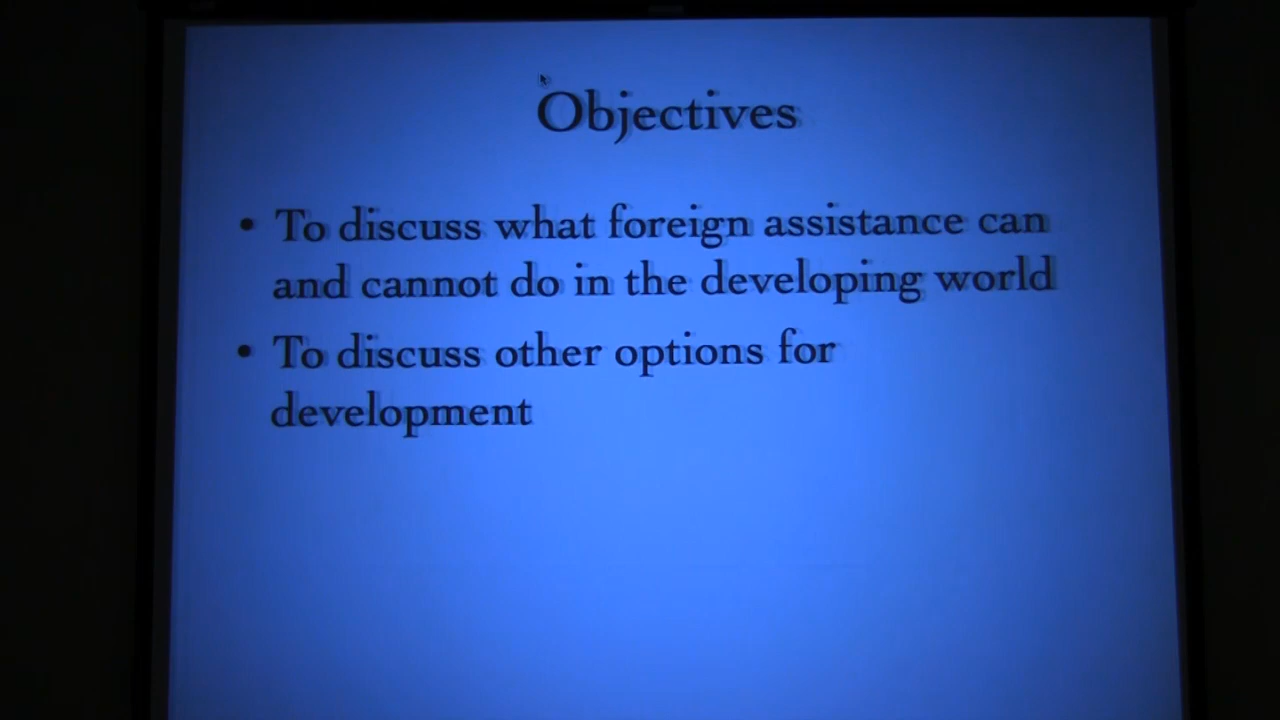 Objectives
• To discuss what foreign assistance can
and cannot do in the developing world
• To discuss other options for
development